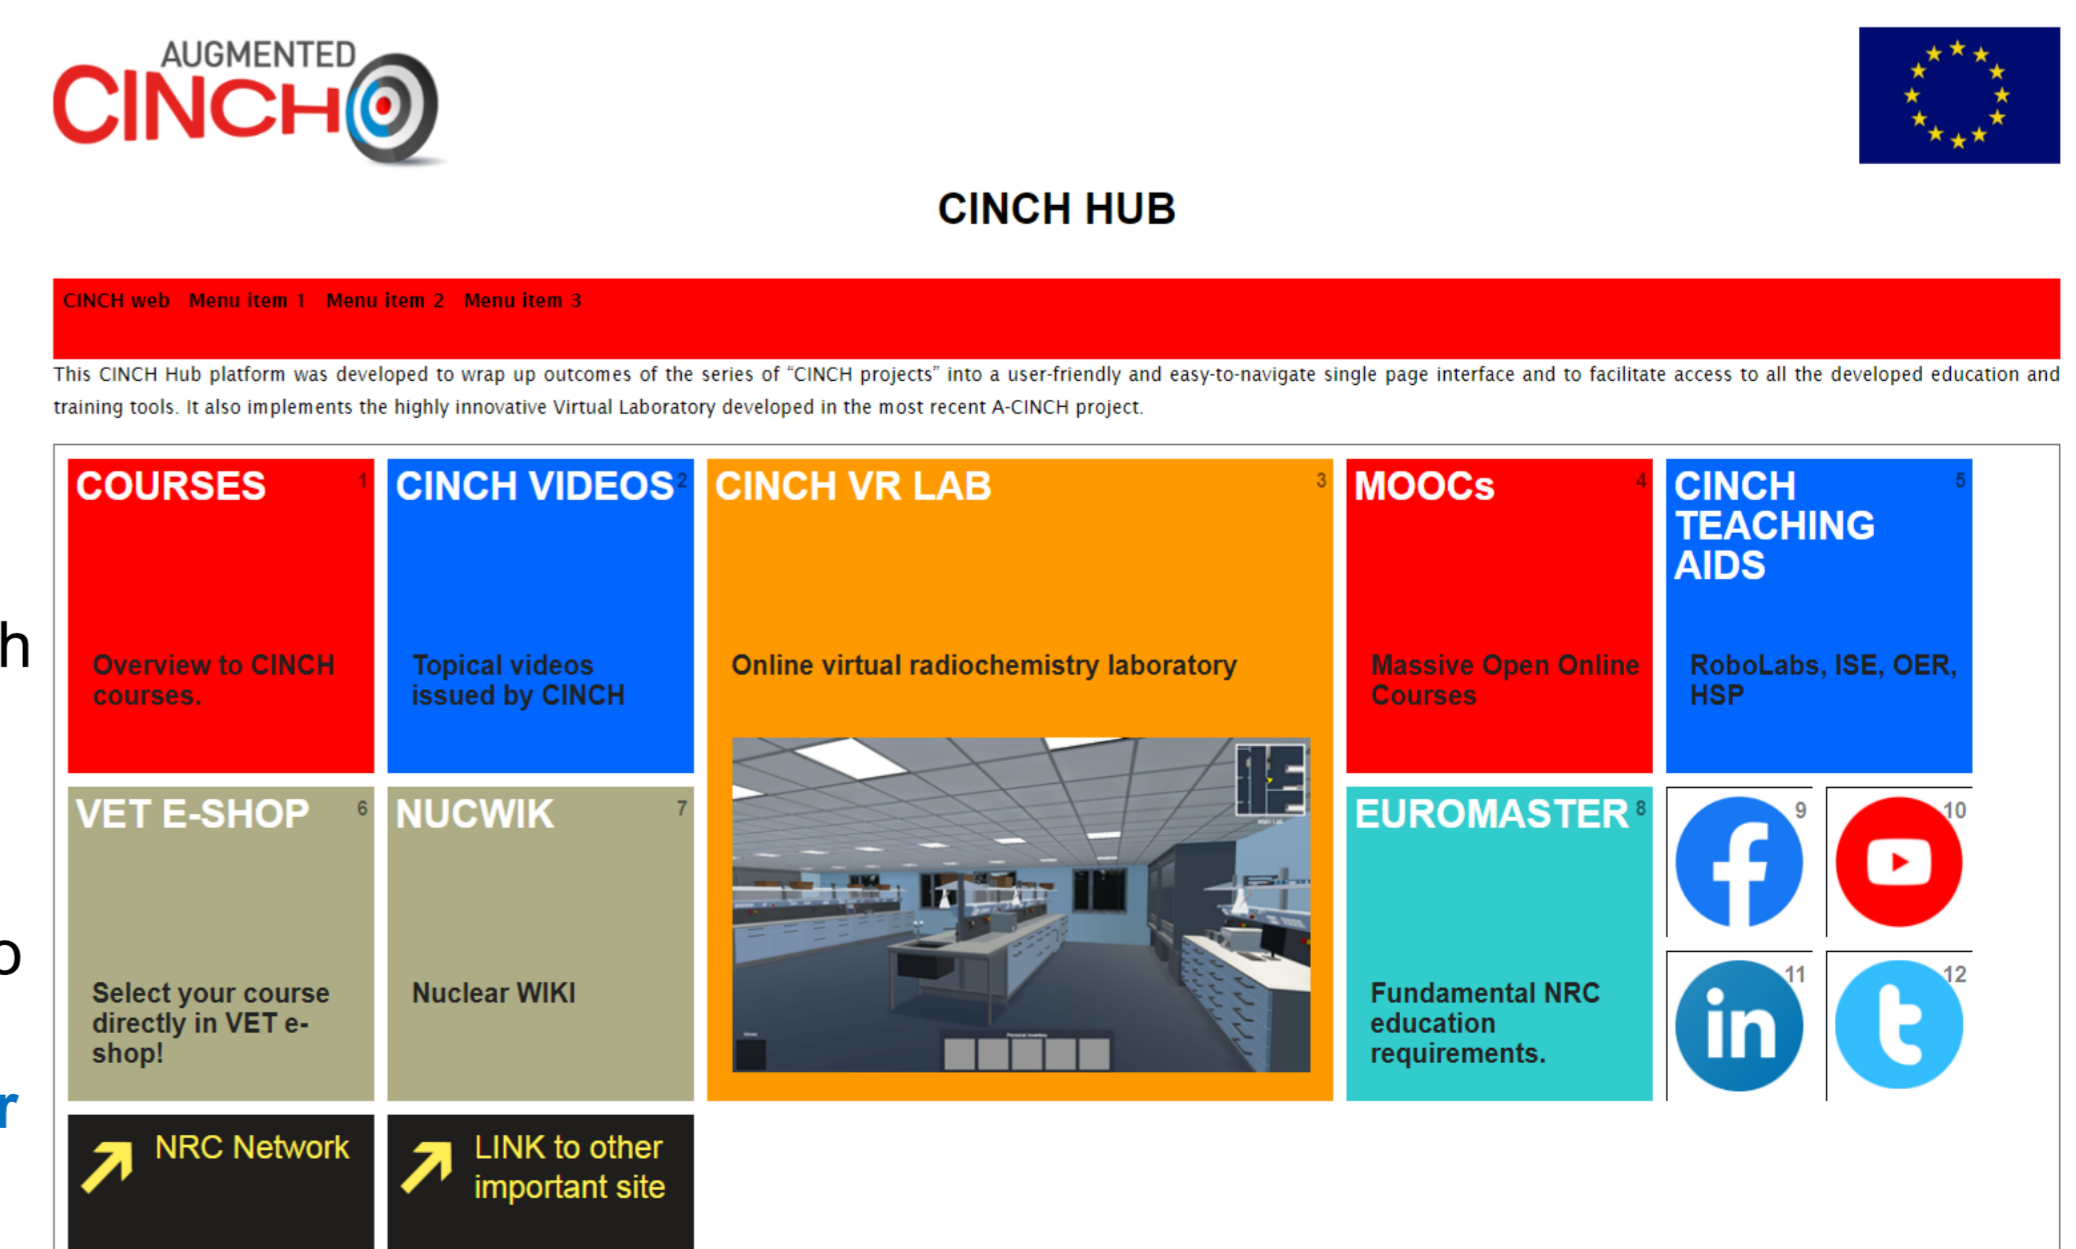 AUGMENTED
CINCH
CINCH HUB
CINCH web Menu item 1 Menu item 2 Menu item 3
This CINCH Hub platform was developed to wrap up outcomes of the series of “CINCH projects” into a user-friendly and easy-to-navigate single page interface and to facilitate access to all the developed education and
training tools. It also implements the highly innovative Virtual Laboratory developed in the most recent A-CINCH project.
COURSES 1
Overview to CINCH
courses.
CINCH VIDEOS 2
Topical videos
issued by CINCH
CINCH VR LAB 3
Online virtual radiochemistry laboratory
Main Lab
Personal Inventory
MOOCs 4
Massive Open Online
Courses
CINCH 5
TEACHING
AIDS
RoboLabs, ISE, OER,
HSP
VET E-SHOP 6
Select your course
directly in VET e-
shop!
NUCWIK 7
Nuclear WIKI
EUROMASTER 8
Fundamental NRC
education
requirements.
9
10
11
in
12
NRC Network
LINK to other
important site
h
o
r